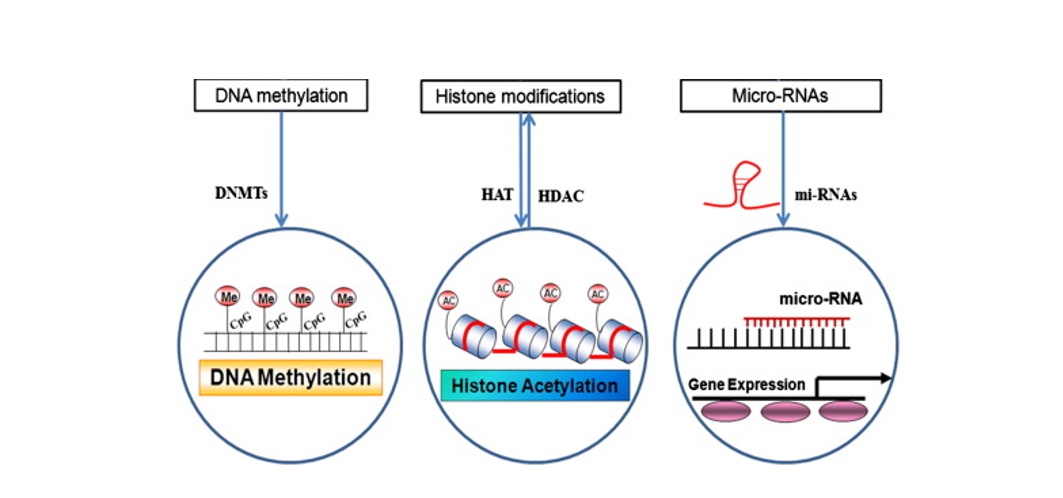 DNA methylation
Histone modifications
Micro-RNAs
DNMTs
HAT
HDAC
mi-RNAs
Me
Me
Me
Me
CpG
CpG
CpG
CpG
DNA Methylation
AC
AC
AC
AC
Histone Acetylation
micro-RNA
Gene Expression